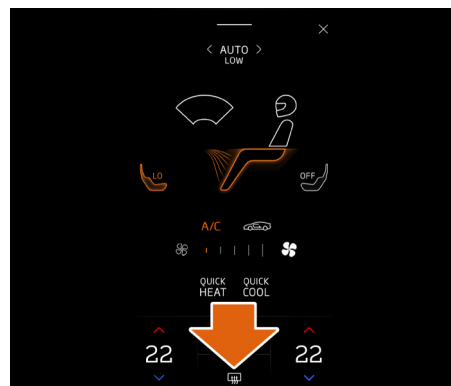 < AUTO >
LOW
LO
OFF
A/C
QUICK HEAT
QUICK COOL
22
22